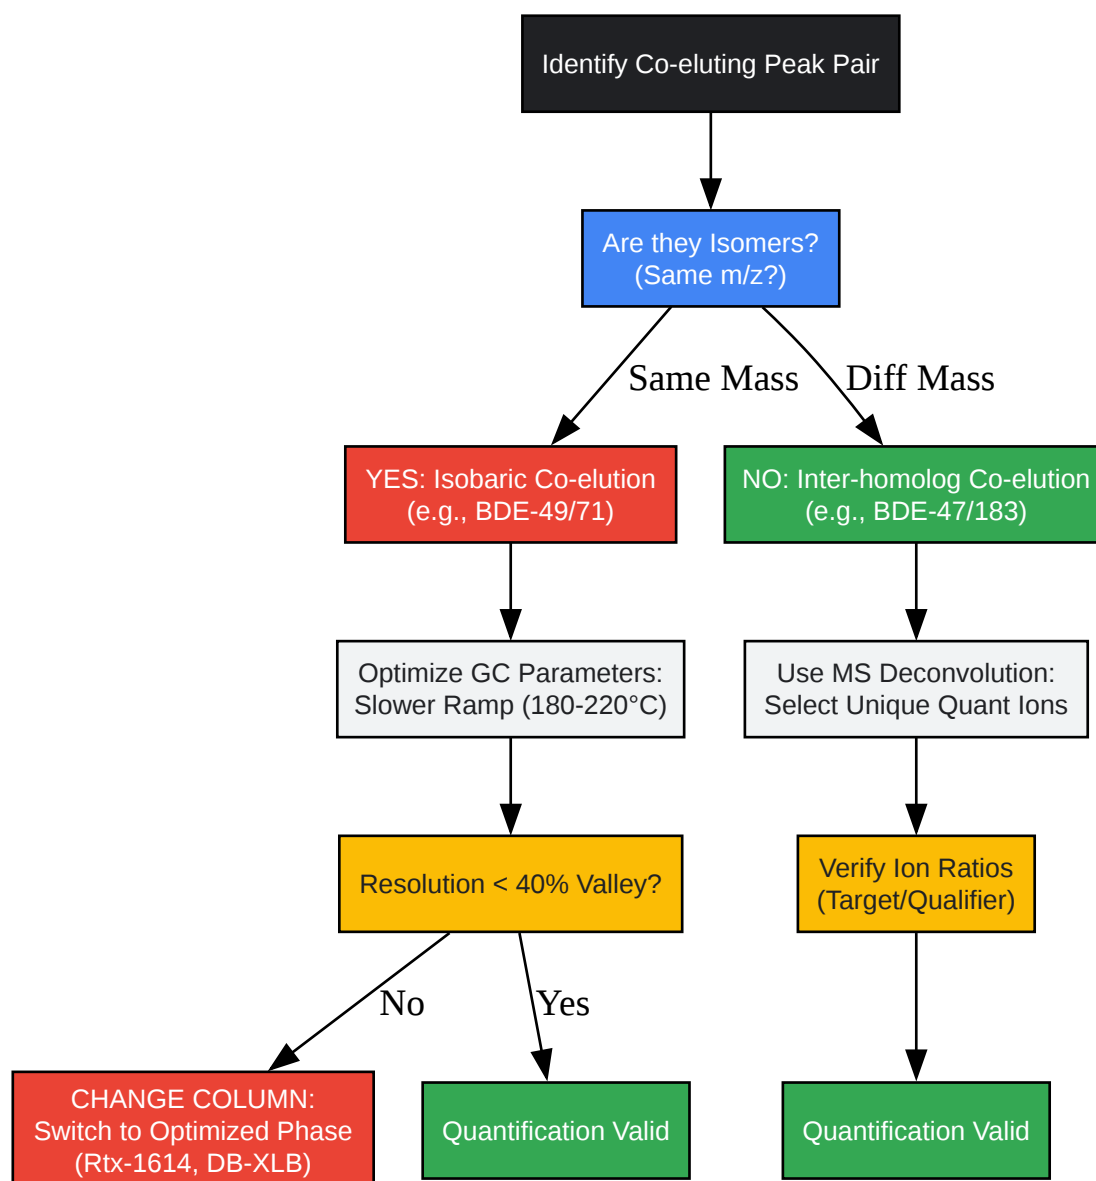 Identify Co-eluting Peak Pair
Are they Isomers?
(Same m/z?)
Same Mass
Diff Mass
YES: Isobaric Co-elution
(e.g., BDE-49/71)
NO: Inter-homolog Co-elution
(e.g., BDE-47/183)
Optimize GC Parameters:
Slower Ramp (180-220°C)
Use MS Deconvolution:
Select Unique Quant Ions
Resolution < 40% Valley?
Verify Ion Ratios
(Target/Qualifier)
No
Yes
CHANGE COLUMN:
Switch to Optimized Phase
(Rtx-1614, DB-XLB)
Quantification Valid
Quantification Valid